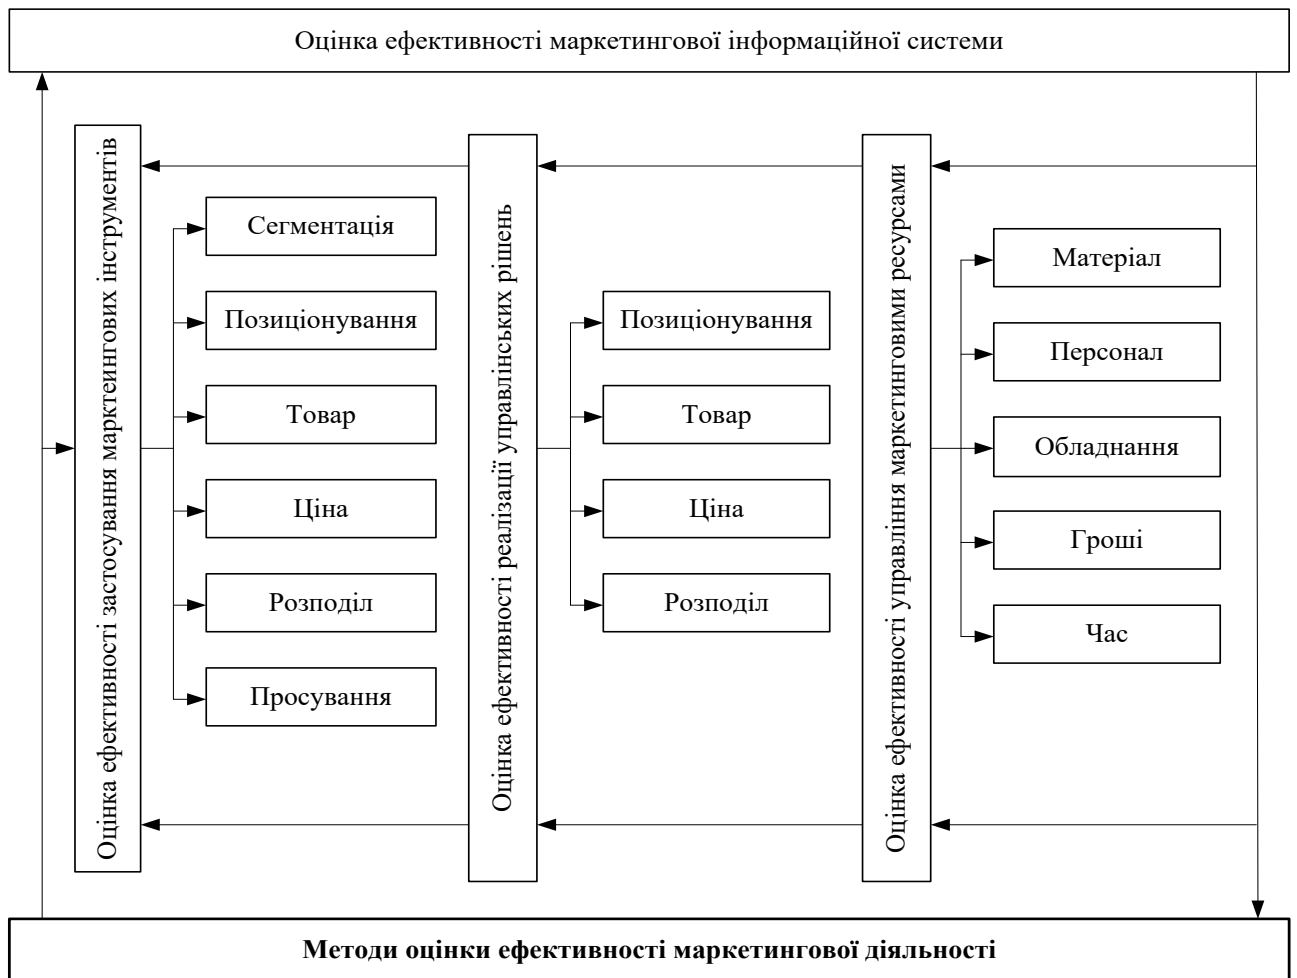 Оцінка ефективності маркетингової інформаційної системи
Оцінка ефективності застосування марктеингових інструментів
Сегментація
Позиціонування
Товар
Ціна
Розподіл
Просування
Оцінка ефективності реалізації управлінських рішень
Позиціонування
Товар
Ціна
Розподіл
Оцінка ефективності управління маркетинговими ресурсами
Матеріал
Персонал
Обладнання
Гроші
Час
Методи оцінки ефективності маркетингової діяльності